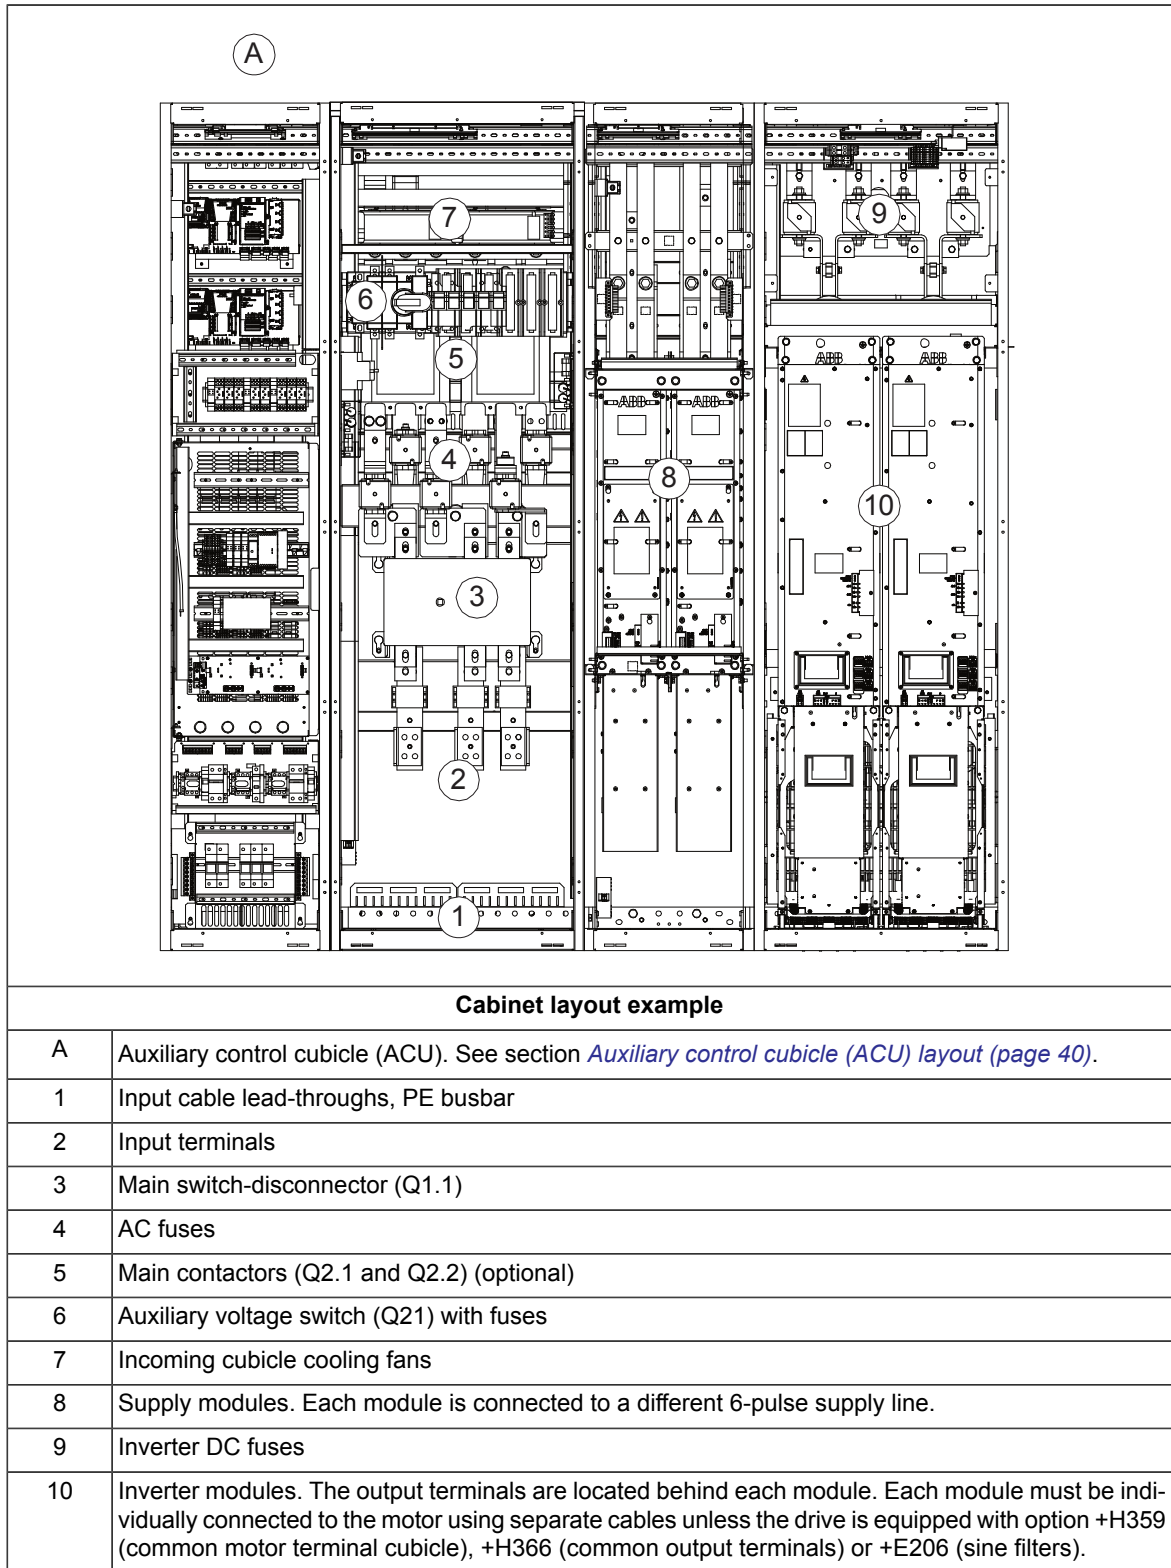 A
7
9
6
5
ABB
ABB
ABB
ABB
4
8
10
3
2
1
Cabinet layout example
A Auxiliary control cubicle (ACU). See section Auxiliary control cubicle (ACU) layout (page 40).
1 Input cable lead-throughs, PE busbar
2 Input terminals
3 Main switch-disconnector (Q1.1)
4 AC fuses
5 Main contactors (Q2.1 and Q2.2) (optional)
6 Auxiliary voltage switch (Q21) with fuses
7 Incoming cubicle cooling fans
8 Supply modules. Each module is connected to a different 6-pulse supply line.
9 Inverter DC fuses
10 Inverter modules. The output terminals are located behind each module. Each module must be indi-
vidually connected to the motor using separate cables unless the drive is equipped with option +H359
(common motor terminal cubicle), +H366 (common output terminals) or +E206 (sine filters).